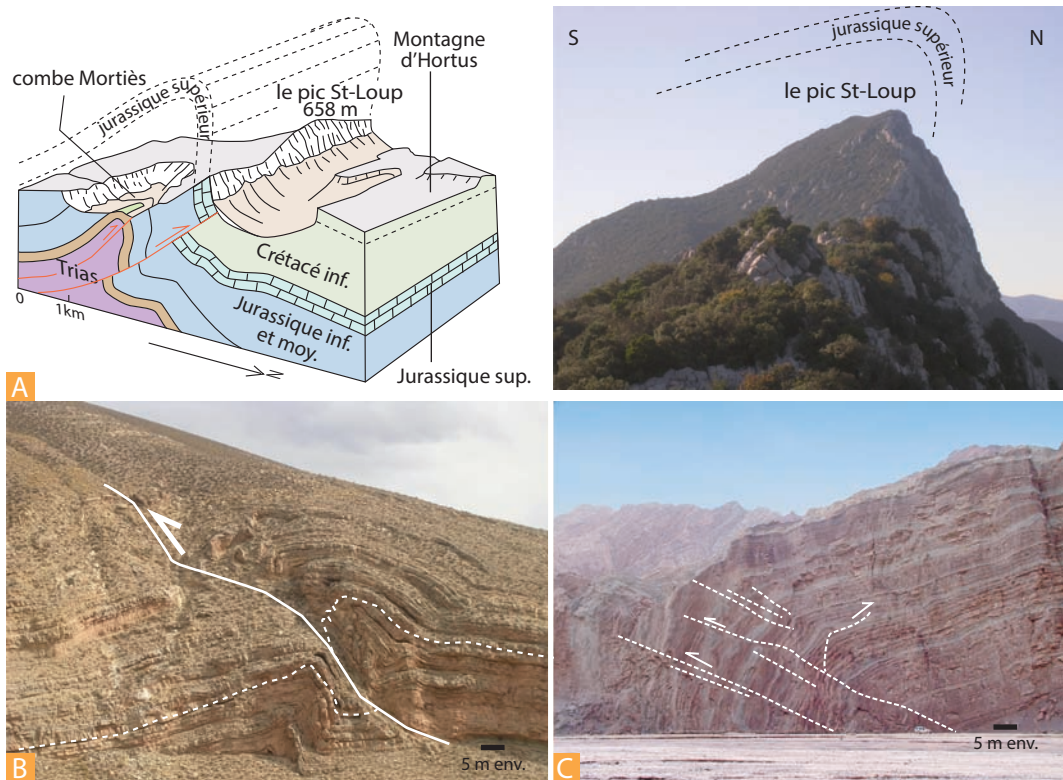 combe Mortiès
jurassique supérieur
le pic St-Loup
658 m
Montagne
d'Hortus
Crétacé inf.
Trias
Jurassique inf.
et moy.
Jurassique sup.
0
1km
N
A
S
N
jurassique supérieur
le pic St-Loup
B
5 m env.
C
5 m env.